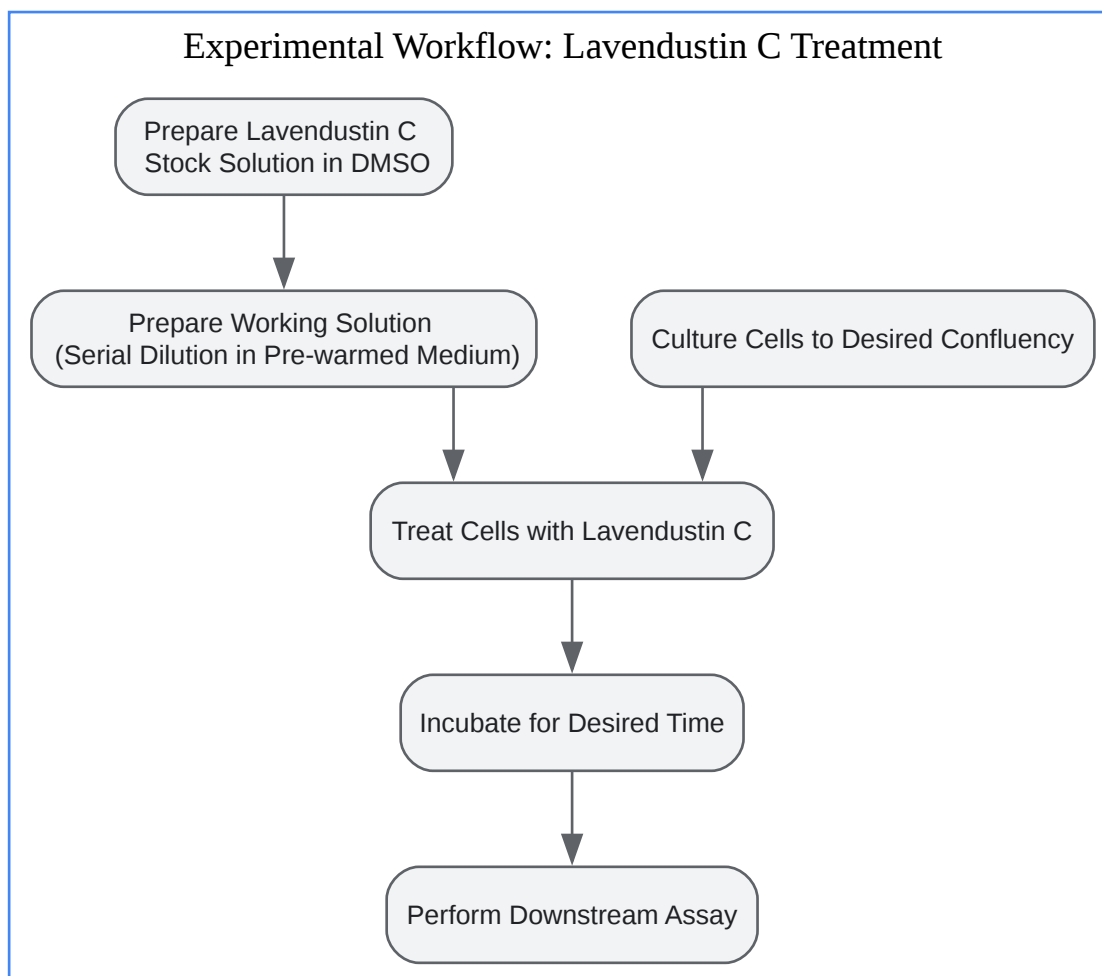 Experimental Workflow: Lavendustin C Treatment
Prepare Lavendustin C
Stock Solution in DMSO
Prepare Working Solution
(Serial Dilution in Pre-warmed Medium)
Culture Cells to Desired Confluency
Treat Cells with Lavendustin C
Incubate for Desired Time
Perform Downstream Assay